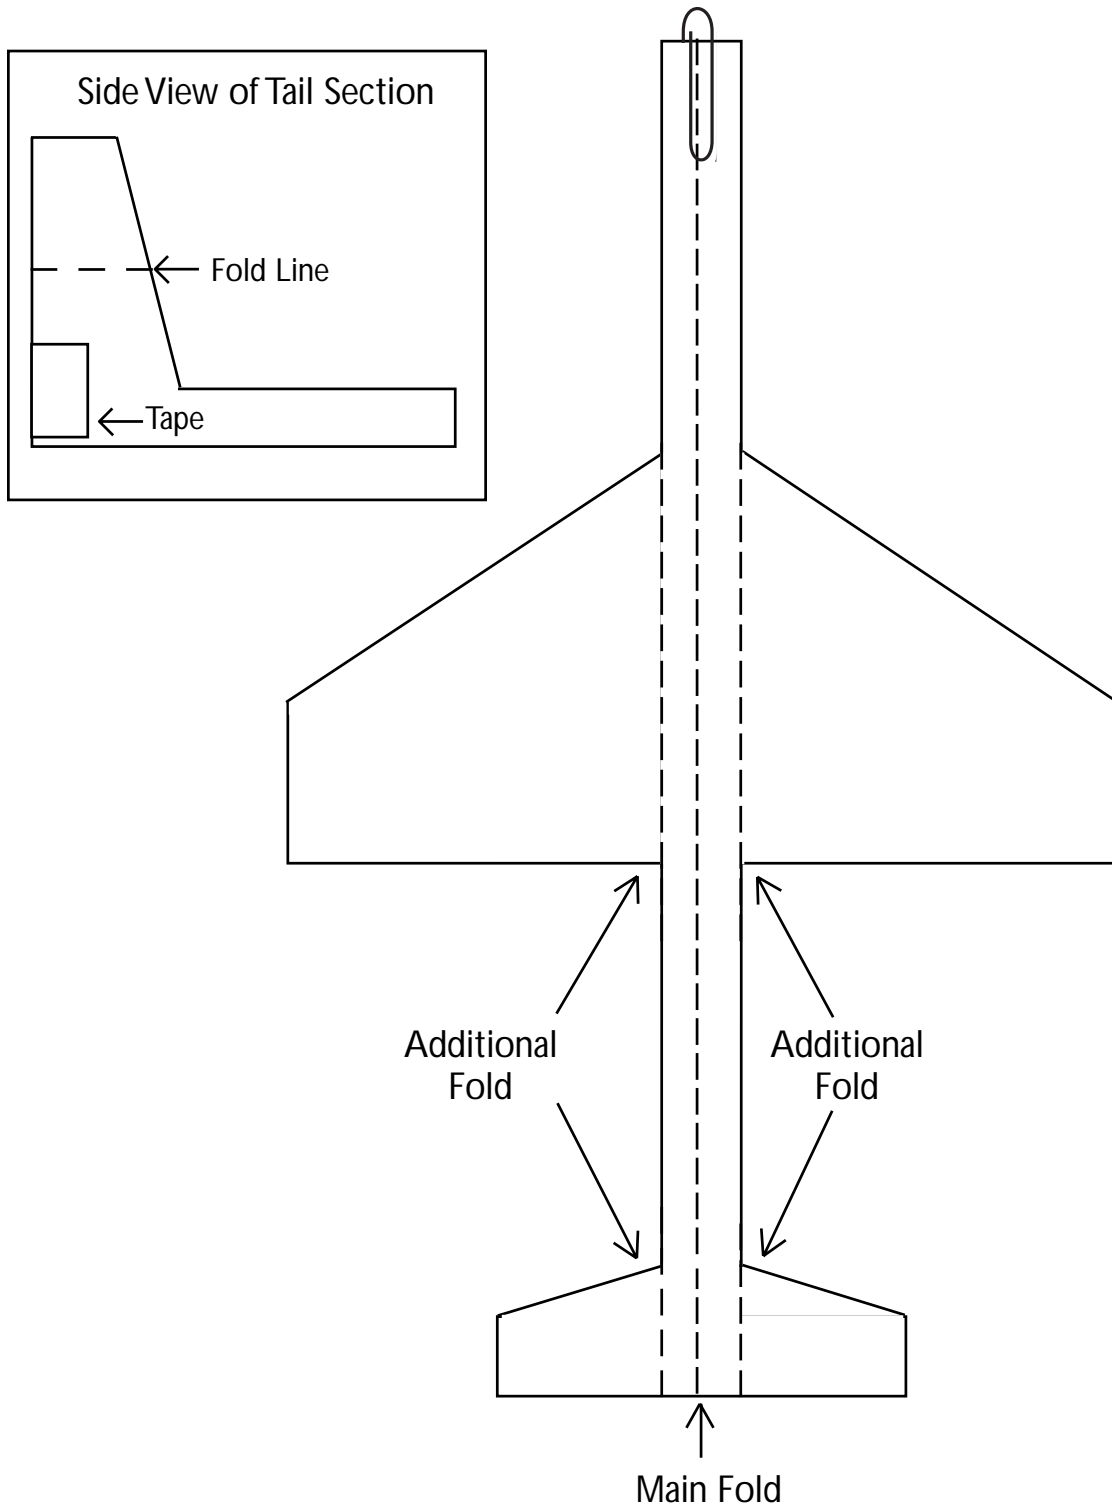 Side View of Tail Section
Fold Line
Tape
Additional
Fold
Additional
Fold
Main Fold